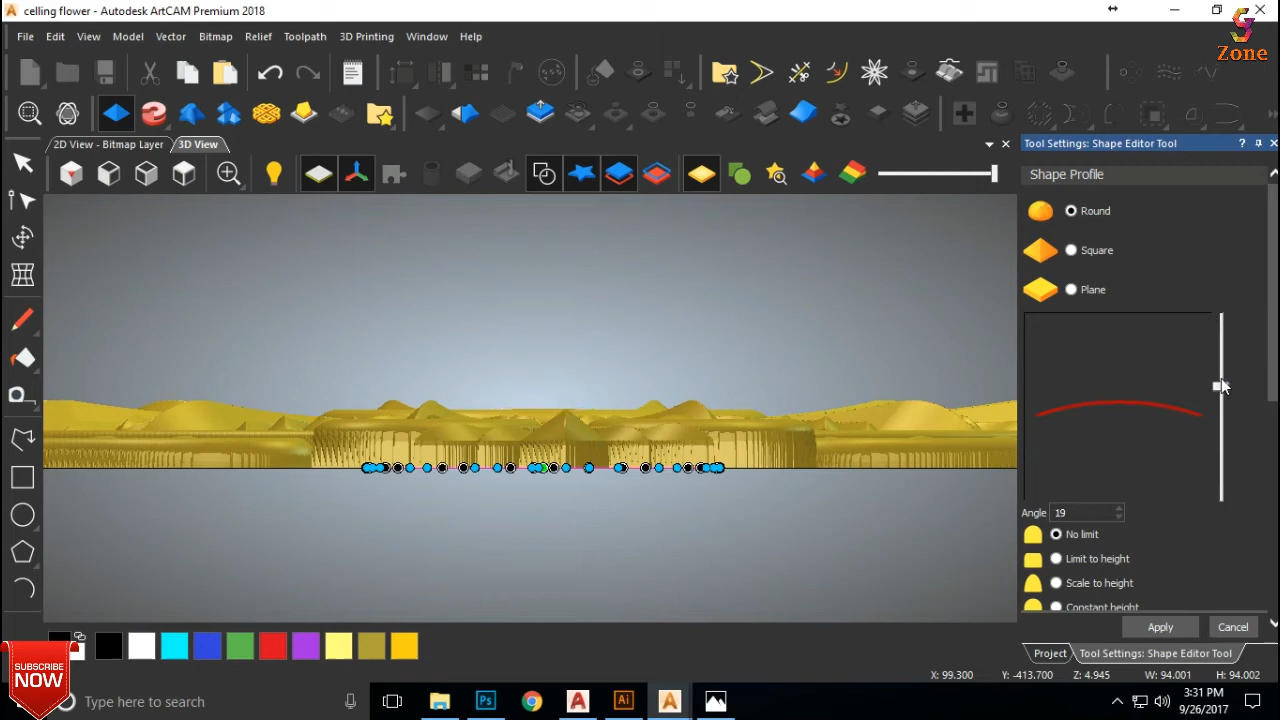 celling flower - Autodesk ArtCAM Premium 2018
Zone
File Edit View Model Vector Bitmap Relief Toolpath 3D Printing Window Help
2D View - Bitmap Layer 3D View
Tool Settings: Shape Editor Tool
Shape Profile
Round
Square
Plane
Angle 19
No limit
Limit to height
Scale to height
Constant height
Apply Cancel
Project Tool Settings: Shape Editor Tool
X: 99.300 Y: -413.700 Z: 4.945 W: 94.001 H: 94.002
SUBSCRIBE
NOW
Type here to search
Ps
Ai
3:31 PM
9/26/2017